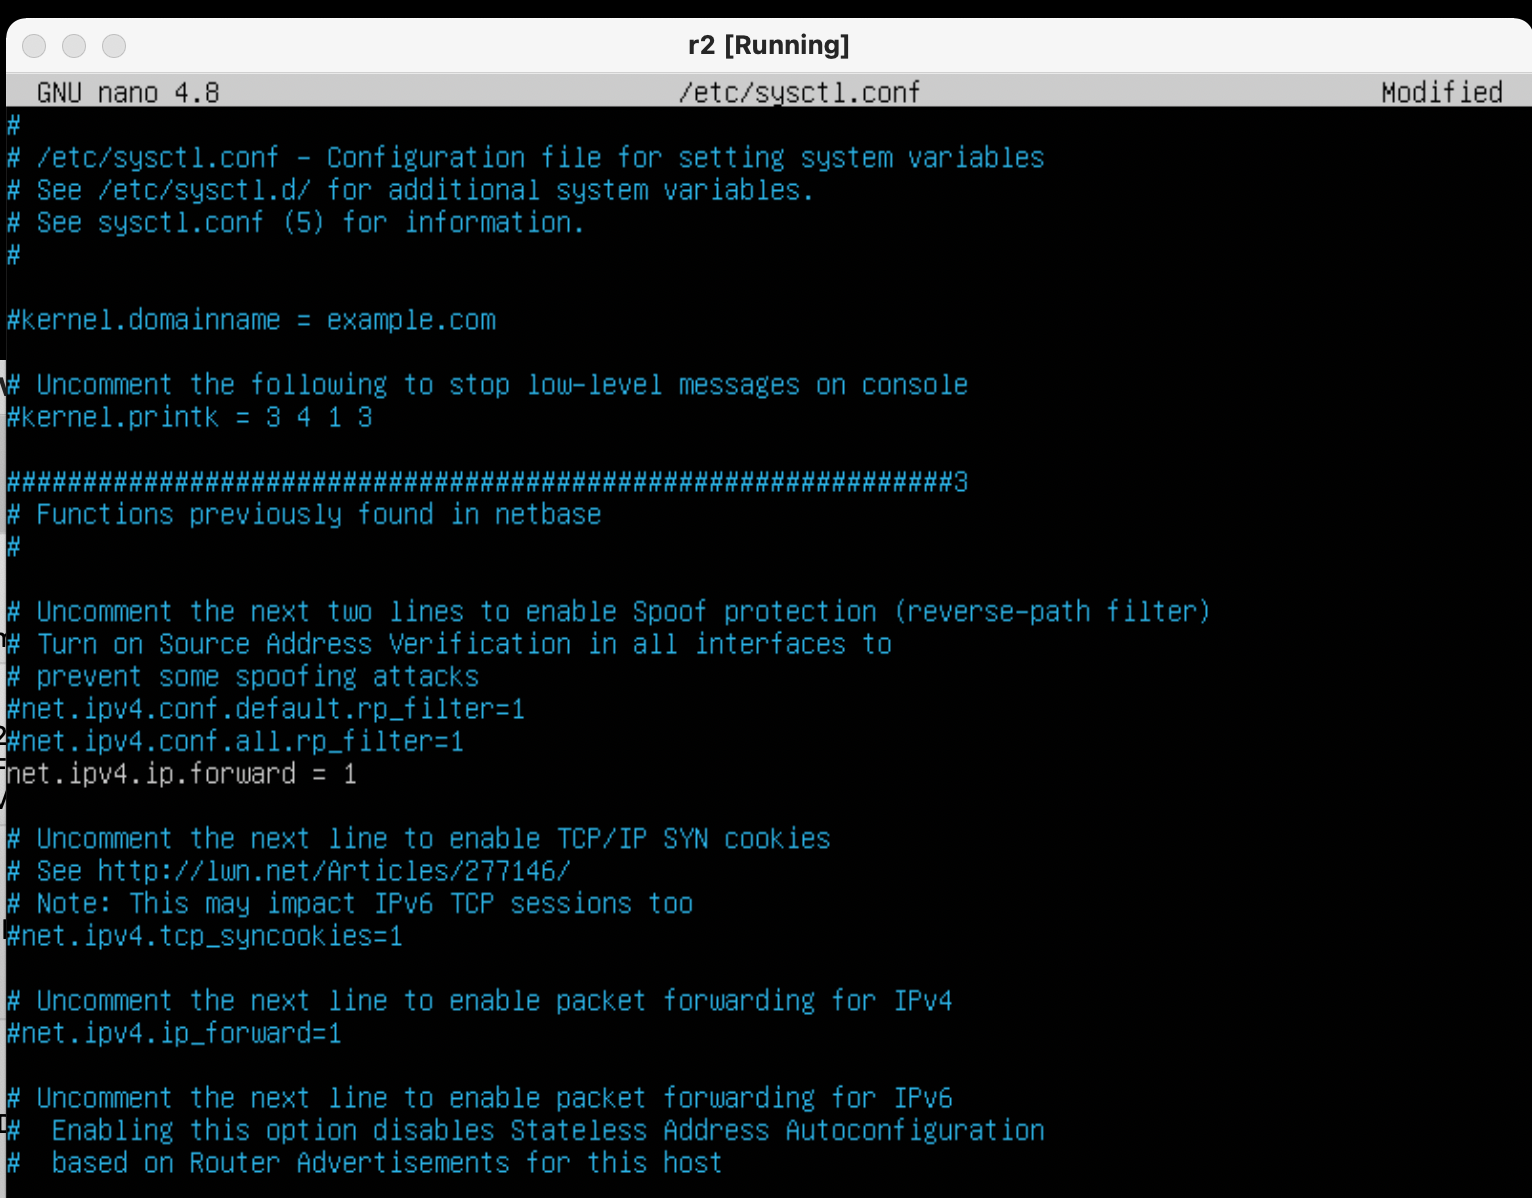 r2 [Running]
GNU nano 4.8 /etc/sysctl.conf Modified
#
# /etc/sysctl.conf - Configuration file for setting system variables
# See /etc/sysctl.d/ for additional system variables.
# See sysctl.conf (5) for information.
#
#kernel.domainname = example.com
# Uncomment the following to stop low-level messages on console
#kernel.printk = 3 4 1 3
##############################################################3
# Functions previously found in netbase
#
# Uncomment the next two lines to enable Spoof protection (reverse-path filter)
# Turn on Source Address Verification in all interfaces to
# prevent some spoofing attacks
#net.ipv4.conf.default.rp_filter=1
#net.ipv4.conf.all.rp_filter=1
net.ipv4.ip.forward = 1
# Uncomment the next line to enable TCP/IP SYN cookies
# See http://lwn.net/Articles/277146/
# Note: This may impact IPv6 TCP sessions too
#net.ipv4.tcp_syncookies=1
# Uncomment the next line to enable packet forwarding for IPv4
#net.ipv4.ip_forward=1
# Uncomment the next line to enable packet forwarding for IPv6
#  Enabling this option disables Stateless Address Autoconfiguration
#  based on Router Advertisements for this host